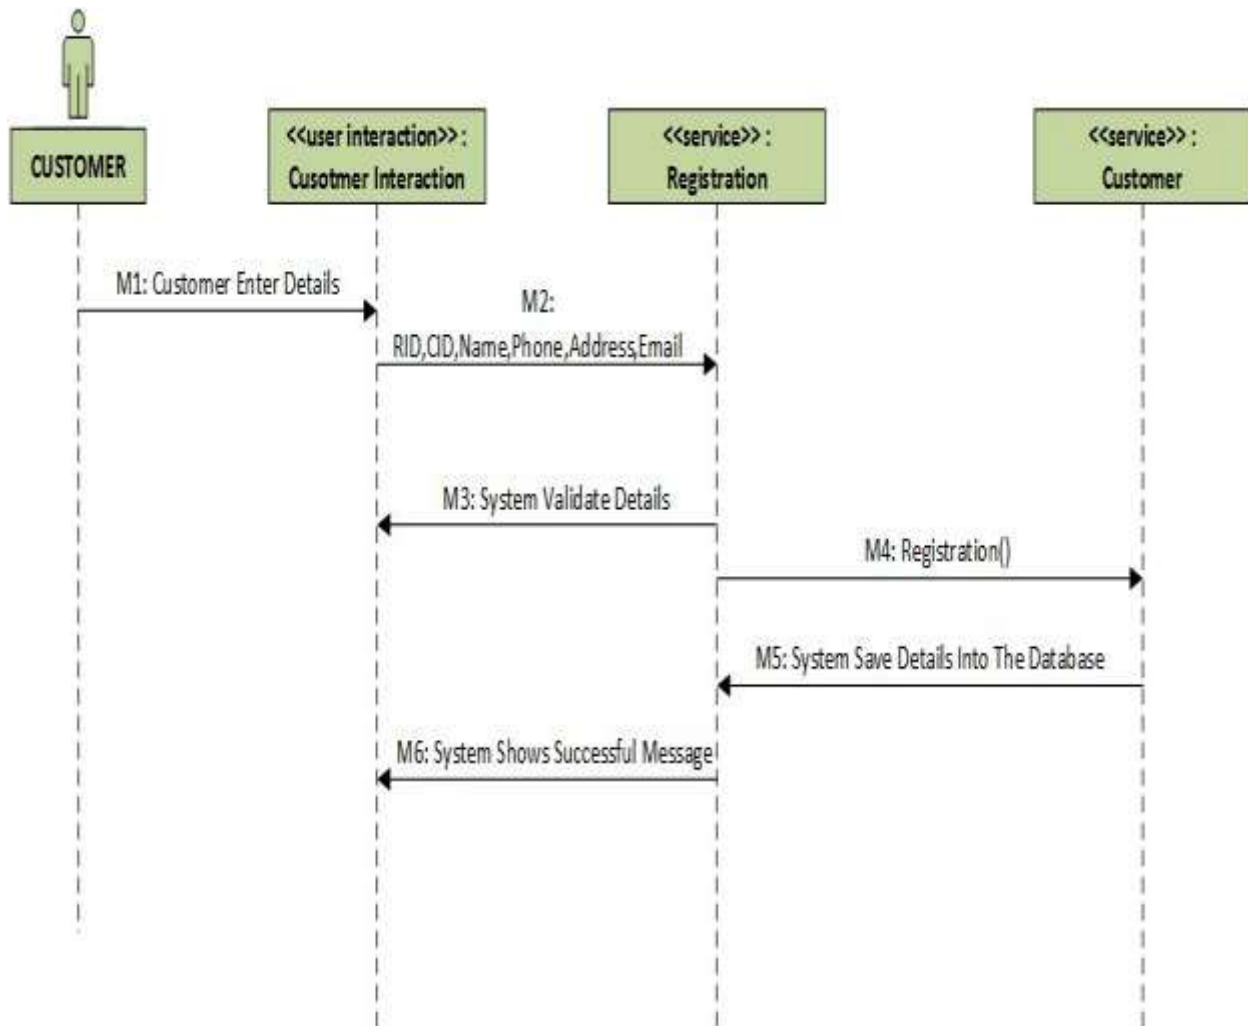 CUSTOMER
<<user interaction>> :
Cusotmer Interaction
<<service>> :
Registration
<<service>> :
Customer
M1: Customer Enter Details
M2:
RID,CID,Name,Phone,Address,Email
M3: System Validate Details
M4: Registration()
M5: System Save Details Into The Database
M6: System Shows Successful Message